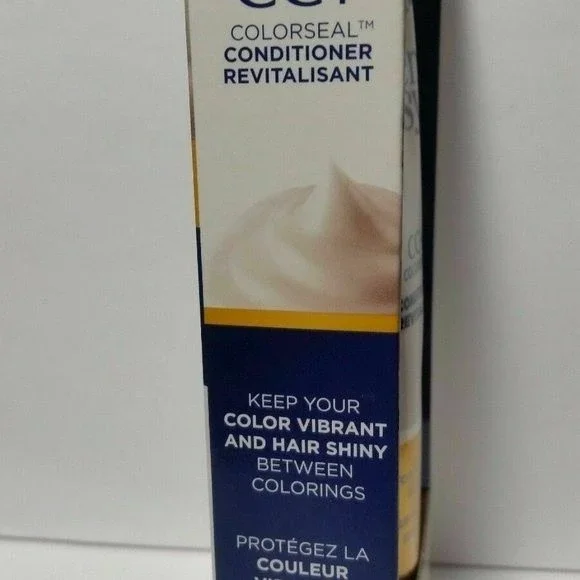 COLORSEAL™
CONDITIONER
REVITALISANT
KEEP YOUR
COLOR VIBRANT
AND HAIR SHINY
BETWEEN
COLORINGS
PROTÉGEZ LA
COULEUR